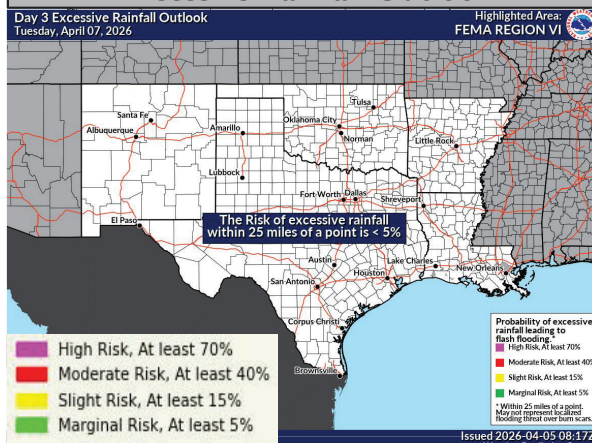 Day 3 Excessive Rainfall Outlook
Tuesday, April 07, 2026
Highlighted Area:
FEMA REGION VI
Santa Fe
Albuquerque
Tulsa
Oklahoma City
Amarillo
Norman
Little Rock
Lubbock
Fort Worth
Dallas
Shreveport
El Paso
The Risk of excessive rainfall
within 25 miles of a point is < 5%
Austin
Lake Charles
Houston
New Orleans
San Antonio
Corpus Christi
Brownsville
High Risk, At least 70%
Moderate Risk, At least 40%
Slight Risk, At least 15%
Marginal Risk, At least 5%
Probability of excessive
rainfall leading to
flash flooding.*
High Risk, At least 70%
Moderate Risk, At least 40%
Slight Risk, At least 15%
Marginal Risk, At least 5%
* Within 25 miles of a point.
May not represent localized
flooding threat over burn scars.
Issued 2026-04-05 08:17Z